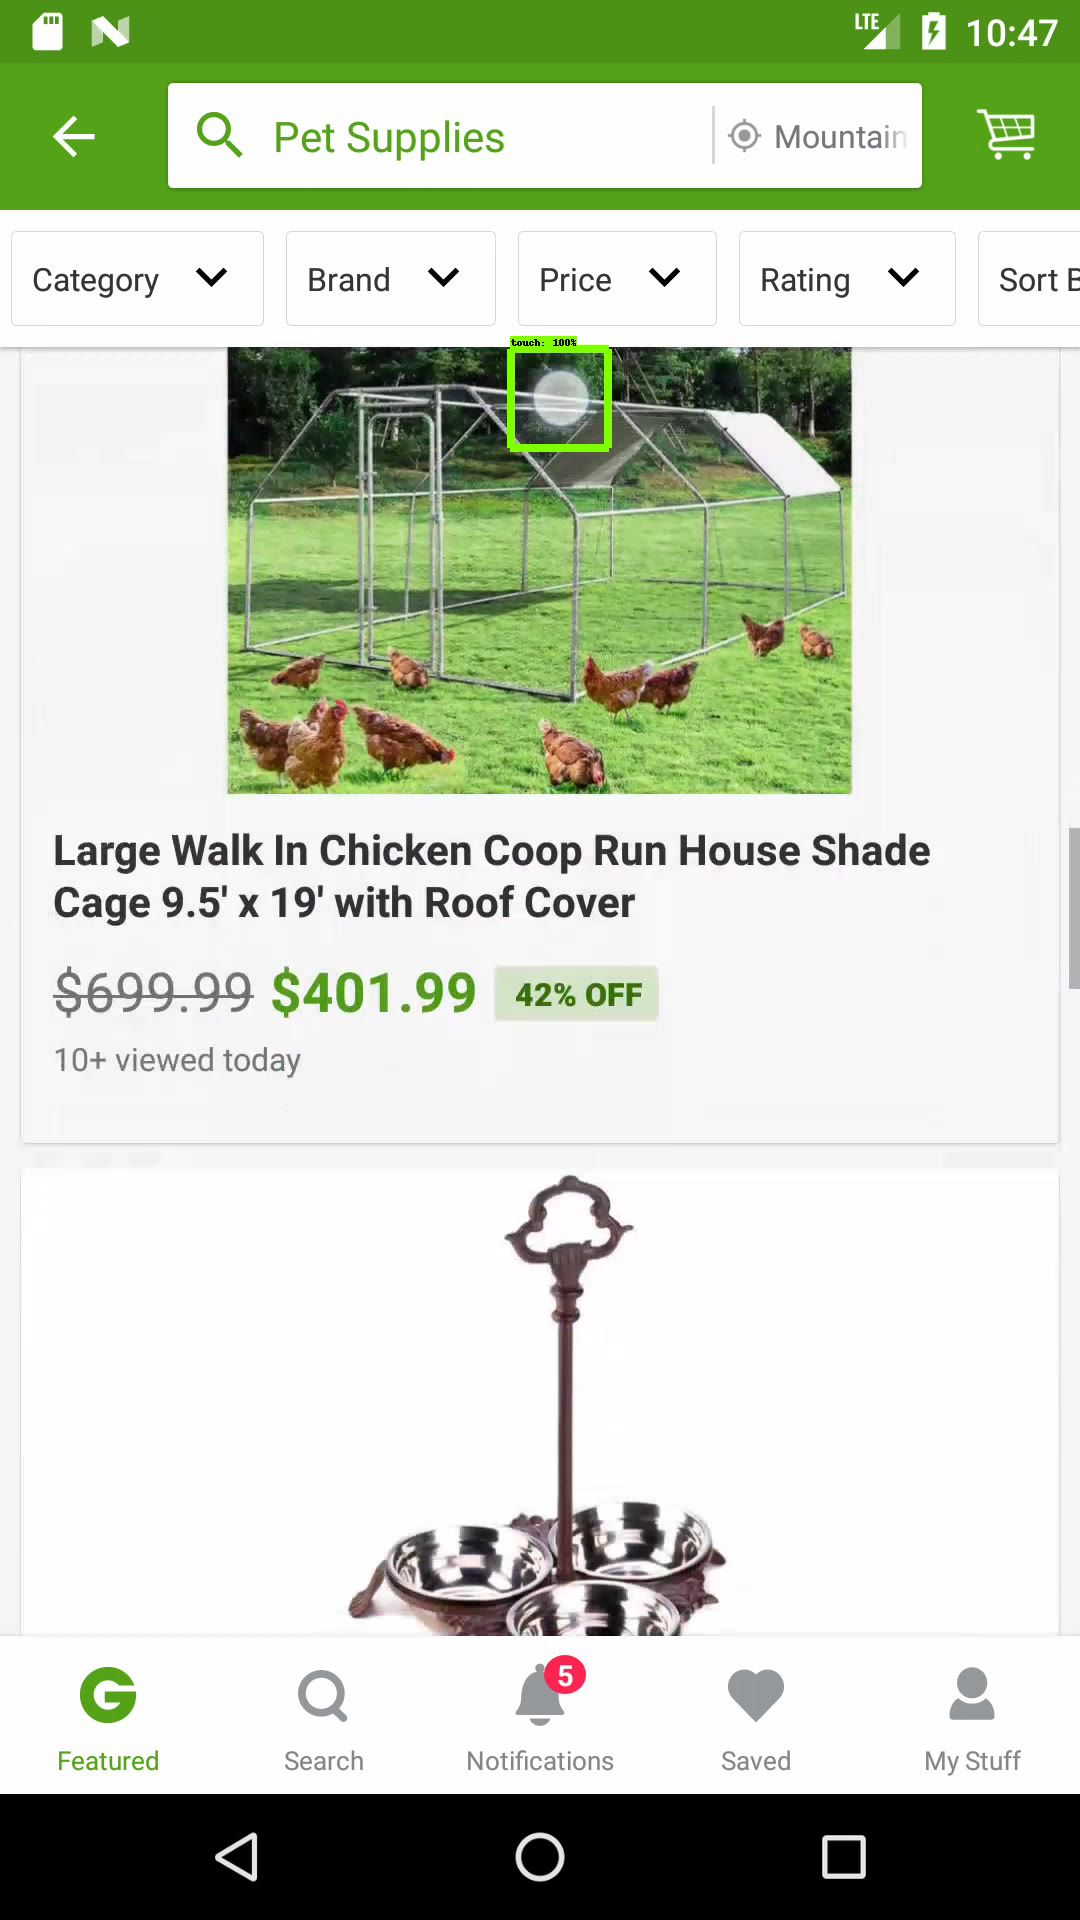 LTE 10:47
Pet Supplies Mountain
Category Brand Price Rating Sort B
touch: 100%
Large Walk In Chicken Coop Run House Shade
Cage 9.5' x 19' with Roof Cover
$699.99 $401.99 42% OFF
10+ viewed today
5
Featured Search Notifications Saved My Stuff